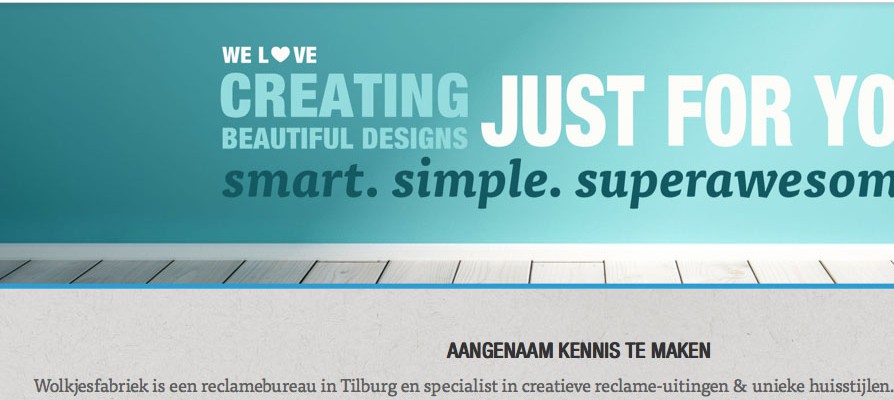 WE L♥VE
CREATING
BEAUTIFUL DESIGNS
JUST FOR YO
smart. simple. superawesom
AANGENAAM KENNIS TE MAKEN
Wolkjesfabriek is een reclamebureau in Tilburg en specialist in creatieve reclame-uitingen & unieke huisstijlen.